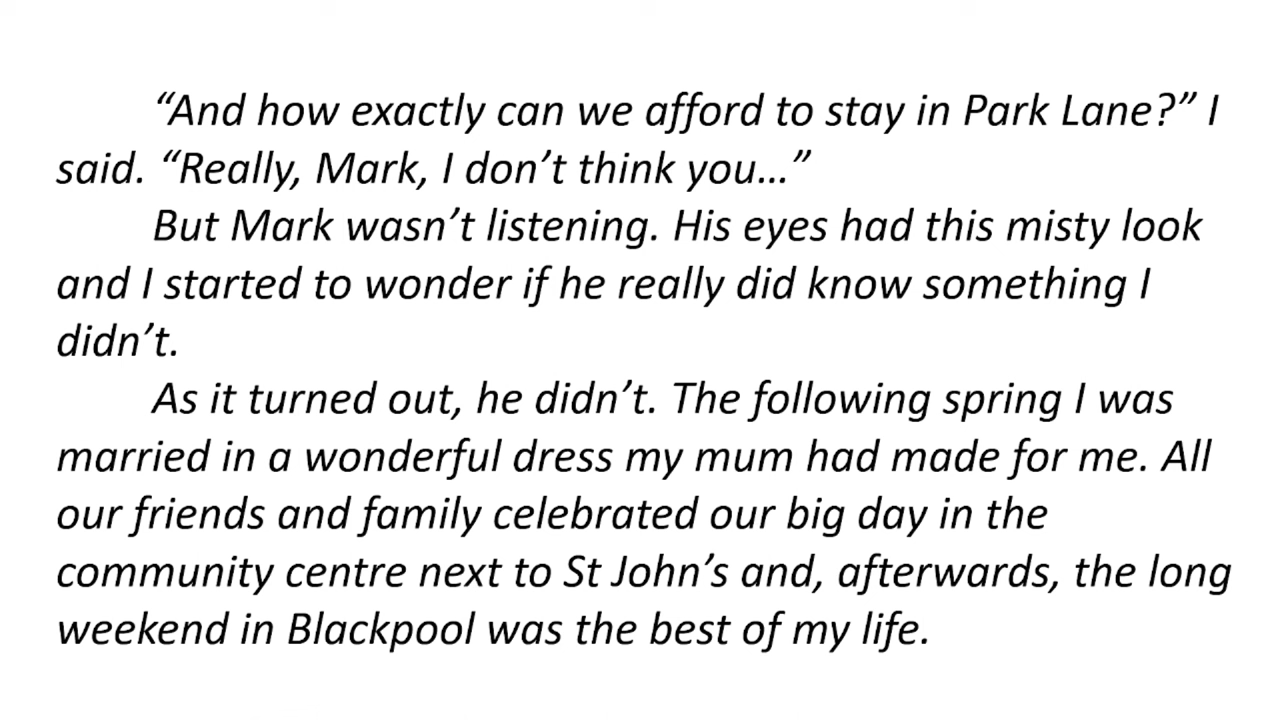 “And how exactly can we afford to stay in Park Lane?” I
said. “Really, Mark, I don’t think you…”
But Mark wasn’t listening. His eyes had this misty look
and I started to wonder if he really did know something I
didn’t.
As it turned out, he didn’t. The following spring I was
married in a wonderful dress my mum had made for me. All
our friends and family celebrated our big day in the
community centre next to St John’s and, afterwards, the long
weekend in Blackpool was the best of my life.